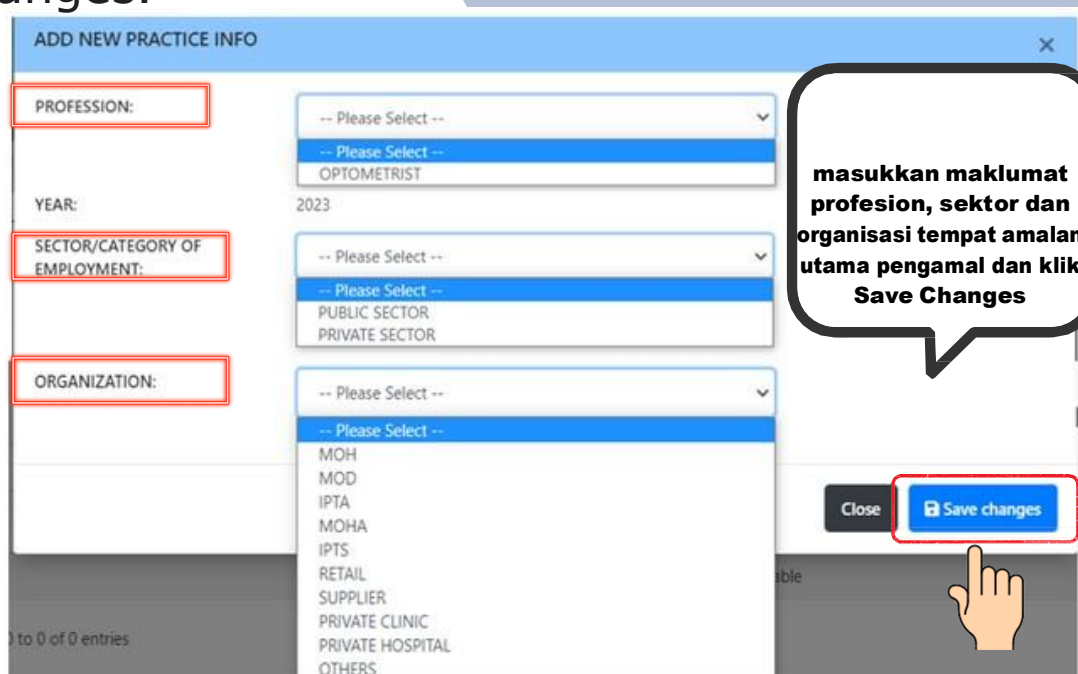 ADD NEW PRACTICE INFO ×
PROFESSION:
-- Please Select --
-- Please Select --
OPTOMETRIST
YEAR:
2023
SECTOR/CATEGORY OF
EMPLOYMENT:
-- Please Select --
-- Please Select --
PUBLIC SECTOR
PRIVATE SECTOR
ORGANIZATION:
-- Please Select --
-- Please Select --
MOH
MOD
IPTA
MOHA
IPTS
RETAIL
SUPPLIER
PRIVATE CLINIC
PRIVATE HOSPITAL
OTHERS
masukkan maklumat
profesion, sektor dan
organisasi tempat amalan
utama pengamal dan klik
Save Changes
Close
Save changes
to 0 of 0 entries